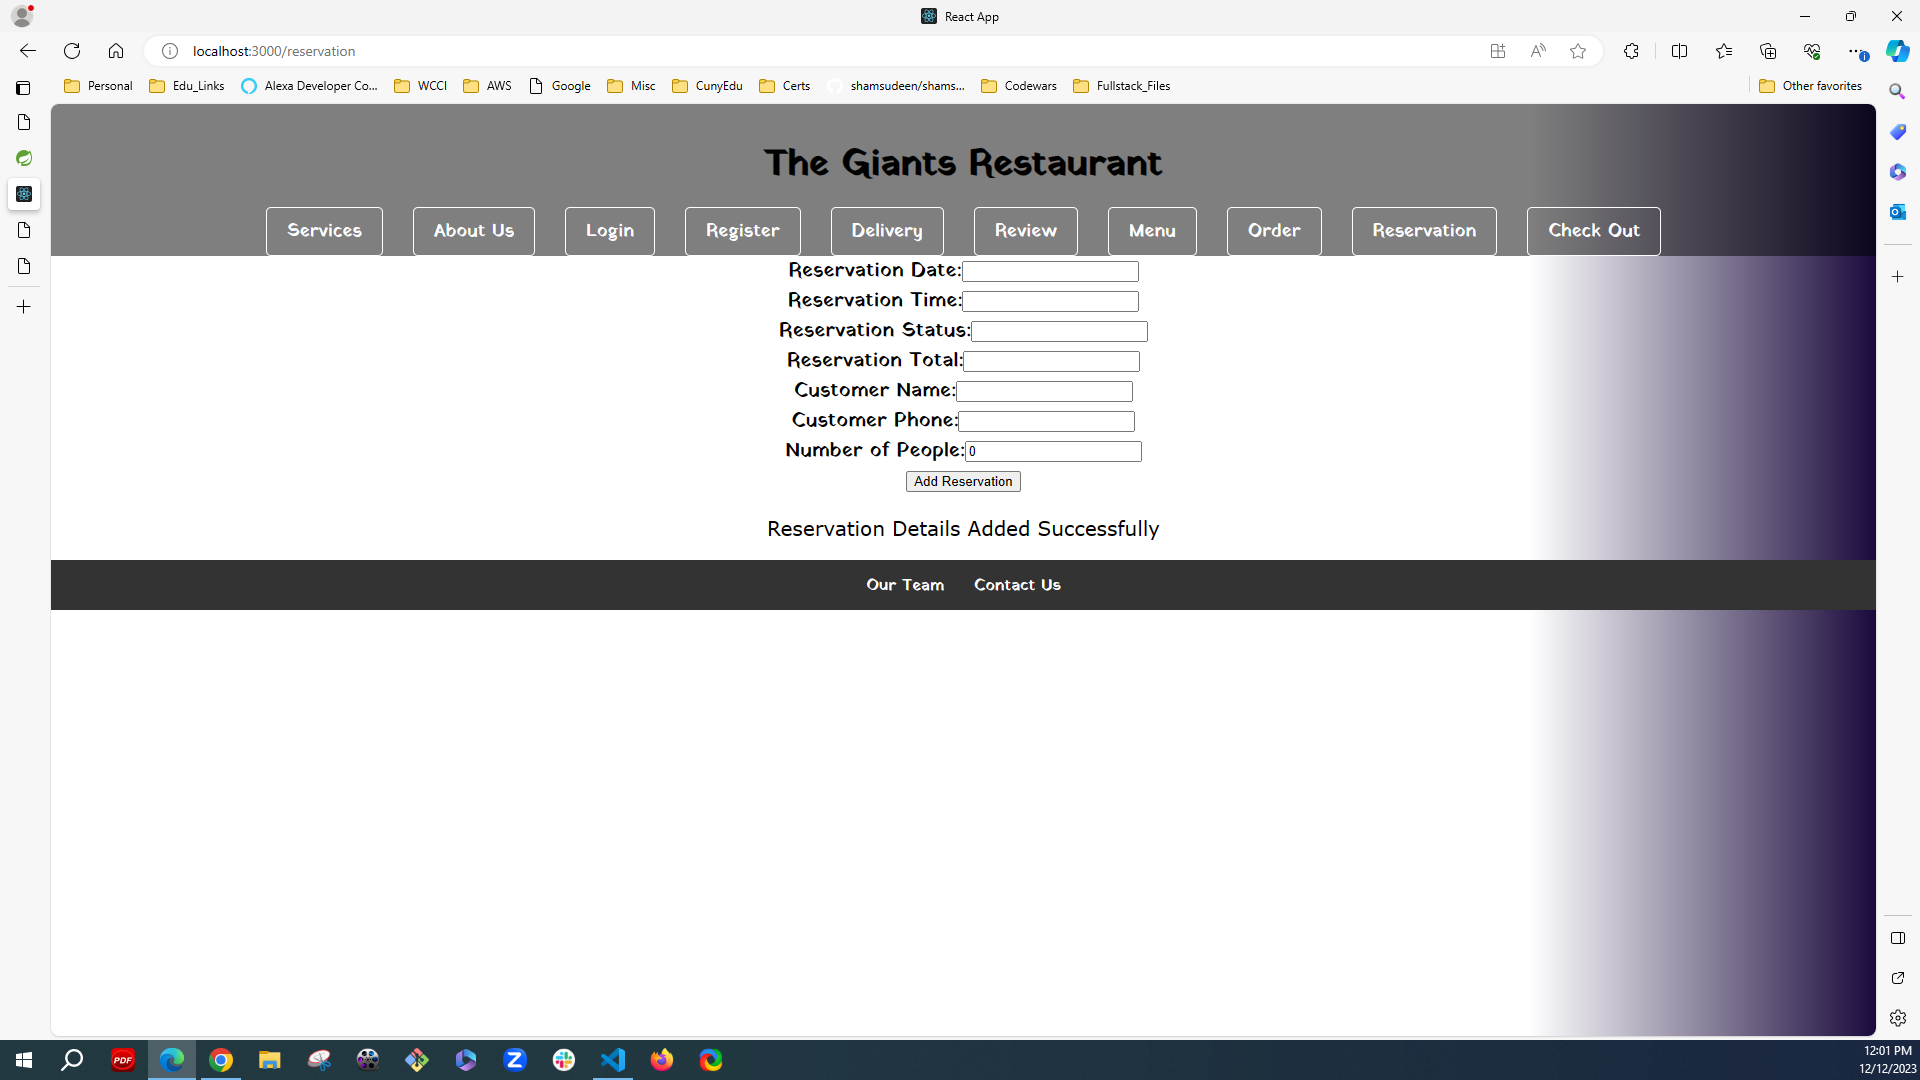 React App
localhost:3000/reservation
Personal Edu_Links Alexa Developer Co... WCCI AWS Google Misc CunyEdu Certs shamsudeen/shams... Codewars Fullstack_Files Other favorites
The Giants Restaurant
Services About Us Login Register Delivery Review Menu Order Reservation Check Out
Reservation Date:
Reservation Time:
Reservation Status:
Reservation Total:
Customer Name:
Customer Phone:
Number of People: 0
Add Reservation
Reservation Details Added Successfully
Our Team Contact Us
PDF
12:01 PM
12/12/2023